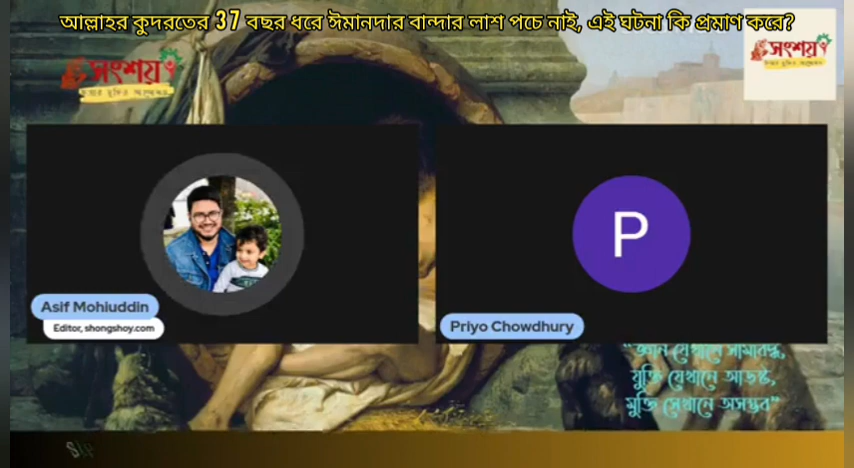 আল্লাহর কুদরতের 37 বছর ধরে ঈমানদার বান্দার লাশ পচে নাই, এই ঘটনা কি প্রমাণ করে?
সংশয়
সংশয়
P
Asif Mohiuddin
Editor, shongshoy.com
Priyo Chowdhury
"জ্ঞান যেখানে সীমাবদ্ধ,
যুক্তি যেখানে আড়ষ্ট,
মুক্তি সেখানে অসম্ভব"